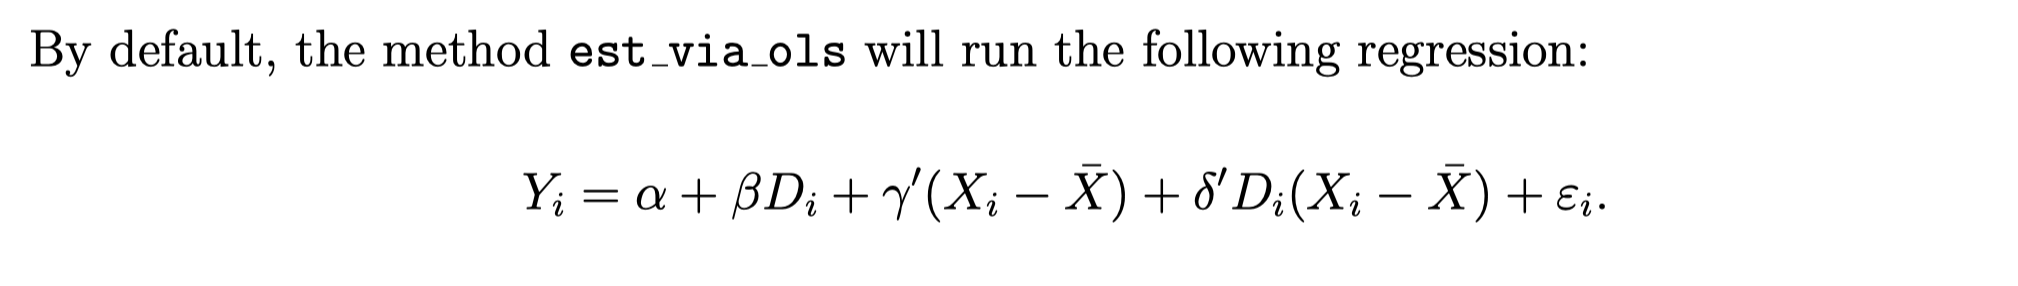 By default, the method est_via_ols will run the following regression:
Yᵢ = α + βDᵢ + γ′(Xᵢ − X̄) + δ′Dᵢ(Xᵢ − X̄) + εᵢ.